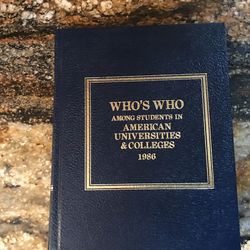 WHO'S WHO
AMONG STUDENTS IN
AMERICAN
UNIVERSITIES
& COLLEGES
1986